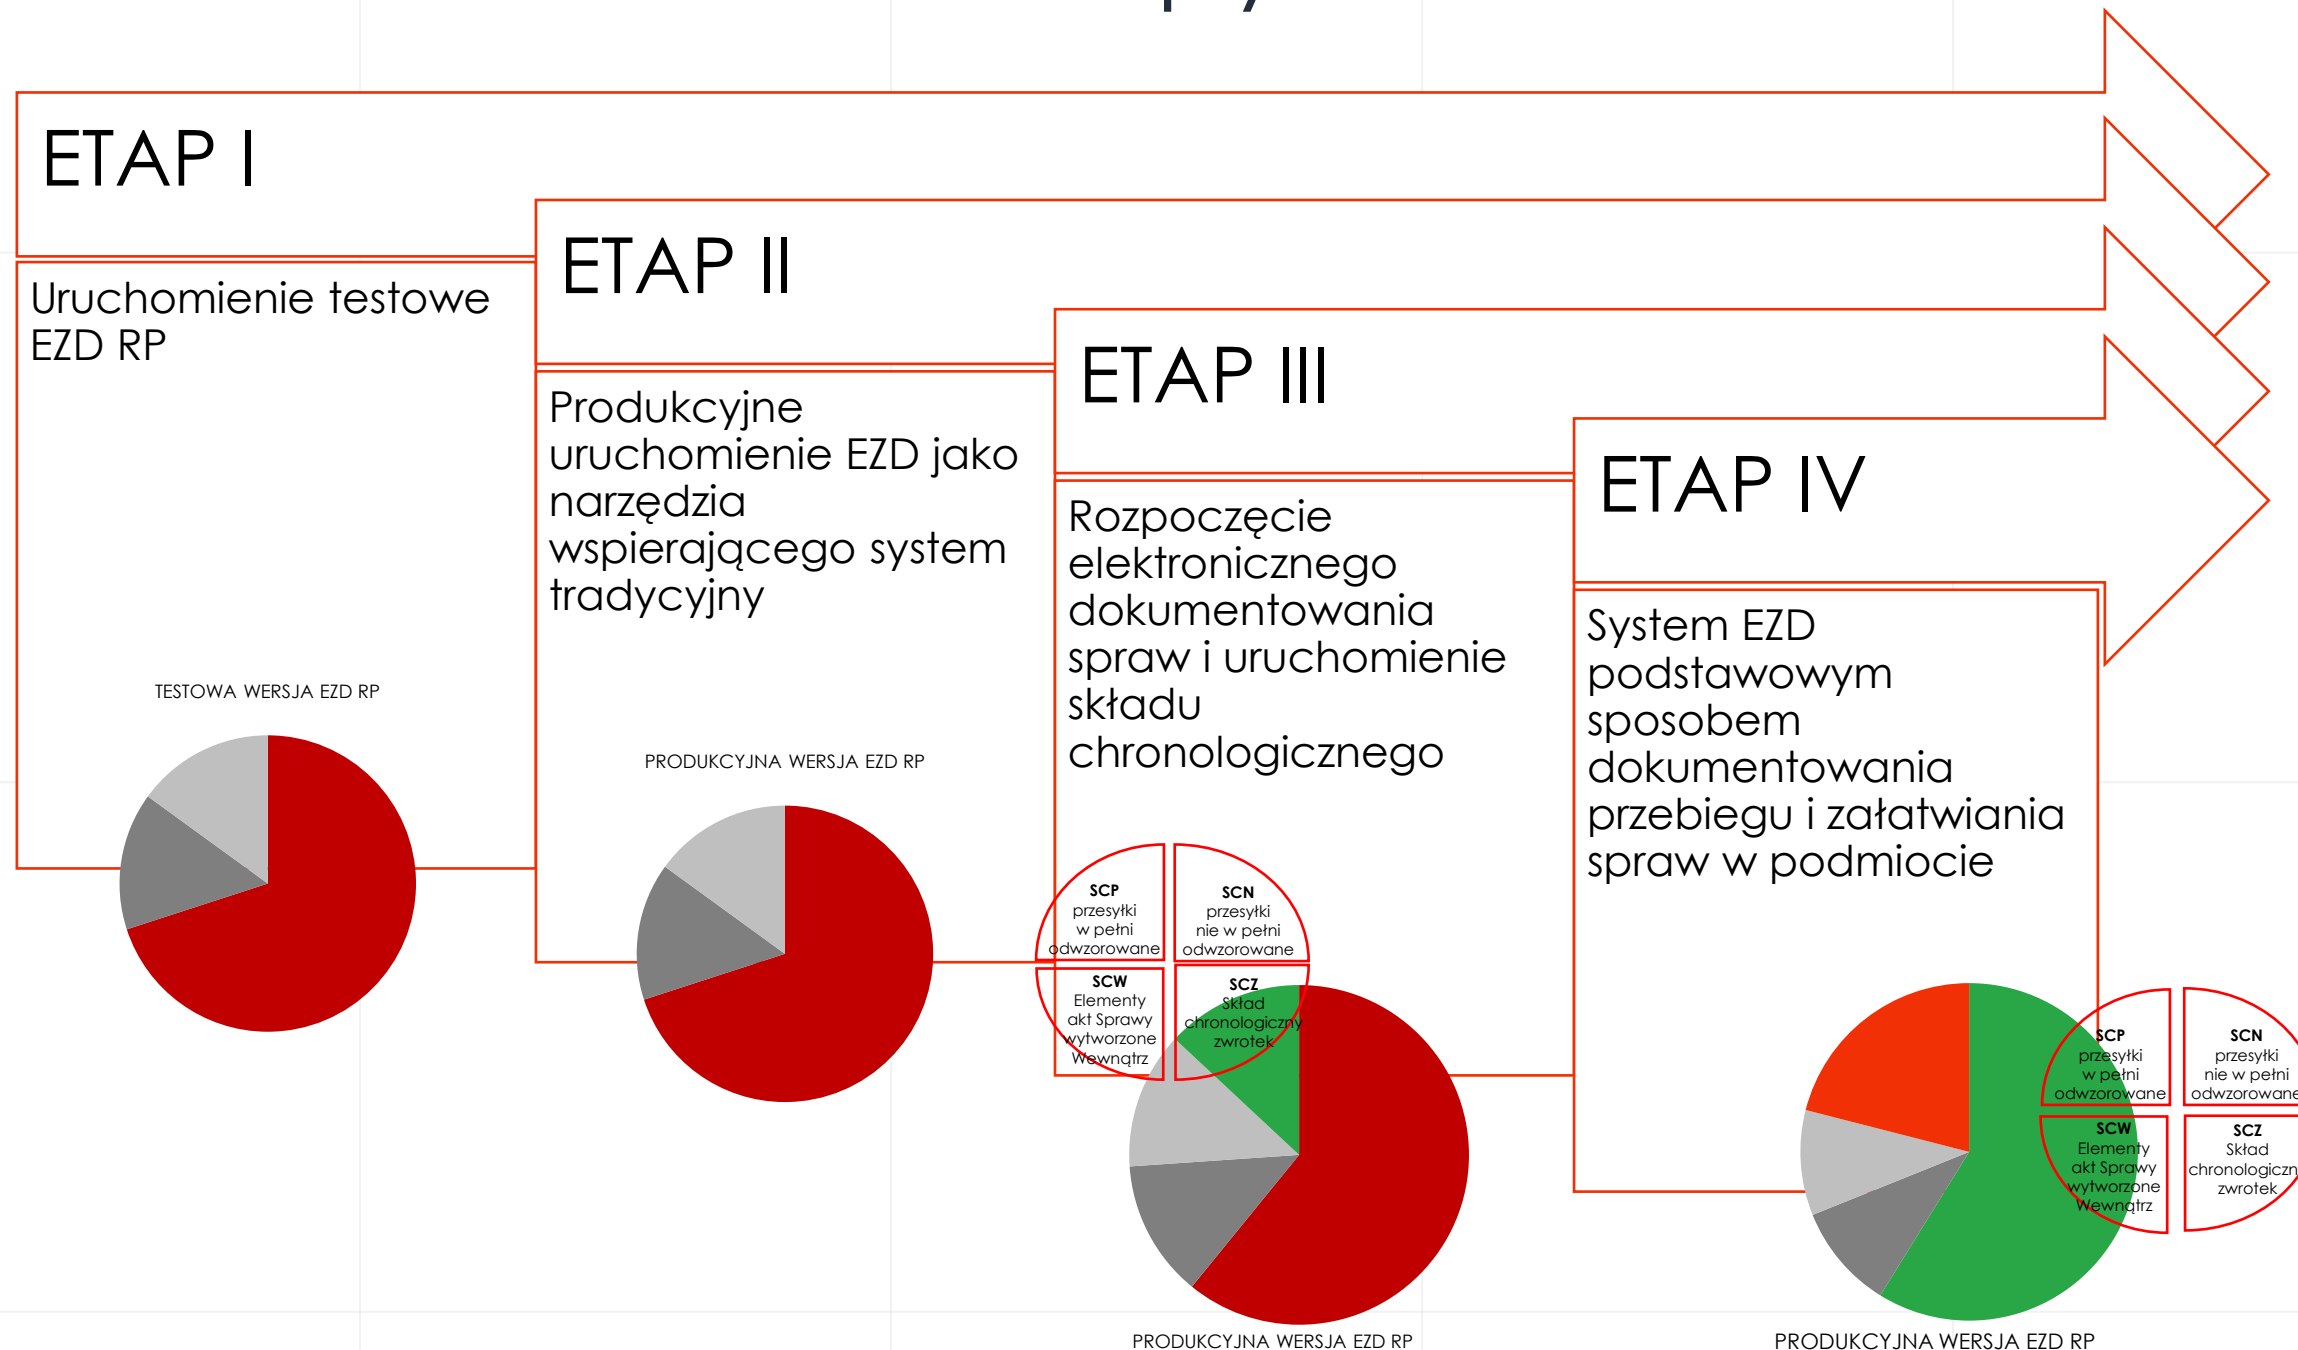 ETAP I
Uruchomienie testowe
EZD RP
TESTOWA WERSJA EZD RP
ETAP II
Produkcyjne
uruchomienie EZD jako
narzędzia
wspierającego system
tradycyjny
PRODUKCYJNA WERSJA EZD RP
ETAP III
Rozpoczęcie
elektronicznego
dokumentowania
spraw i uruchomienie
składu
chronologicznego
SCP
przesyłki
w pełni
odwzorowane
SCN
przesyłki
nie w pełni
odwzorowane
SCW
Elementy
akt Sprawy
wytworzone
Wewnątrz
SCZ
Skład
chronologiczny
zwrotek
PRODUKCYJNA WERSJA EZD RP
ETAP IV
System EZD
podstawowym
sposobem
dokumentowania
przebiegu i załatwiania
spraw w podmiocie
SCP
przesyłki
w pełni
odwzorowane
SCN
przesyłki
nie w pełni
odwzorowane
SCW
Elementy
akt Sprawy
wytworzone
Wewnątrz
SCZ
Skład
chronologiczn
zwrotek
PRODUKCYJNA WERSJA EZD RP